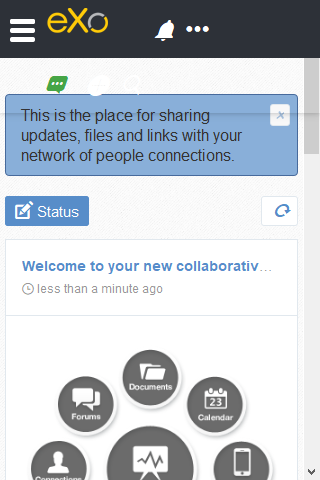 eXo
This is the place for sharing
updates, files and links with your
network of people connections.
Status
Welcome to your new collaborativ...
less than a minute ago
Documents
Forums
23
Calendar
Connections